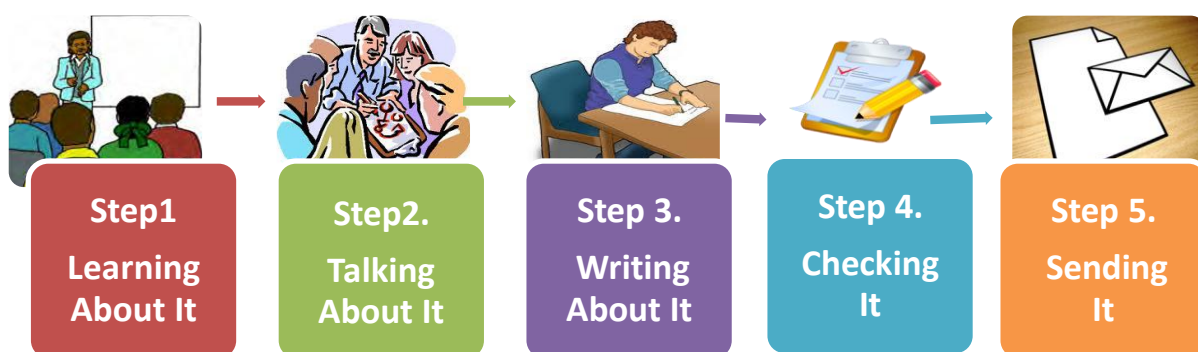 Step1
Learning
About It
Step2.
Talking
About It
Step 3.
Writing
About It
Step 4.
Checking
It
Step 5.
Sending
It